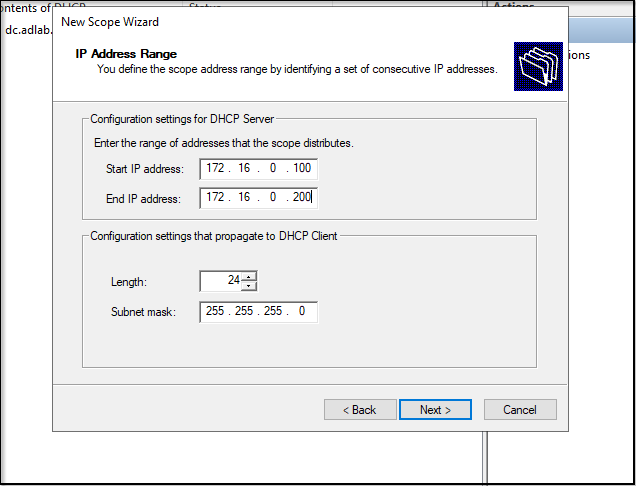 ontents of DHCP
Status
Actions
dc.adlab.
ions
New Scope Wizard
IP Address Range
You define the scope address range by identifying a set of consecutive IP addresses.
Configuration settings for DHCP Server
Enter the range of addresses that the scope distributes.
Start IP address: 172 . 16 . 0 . 100
End IP address: 172 . 16 . 0 . 200
Configuration settings that propagate to DHCP Client
Length: 24
Subnet mask: 255 . 255 . 255 . 0
< Back Next > Cancel